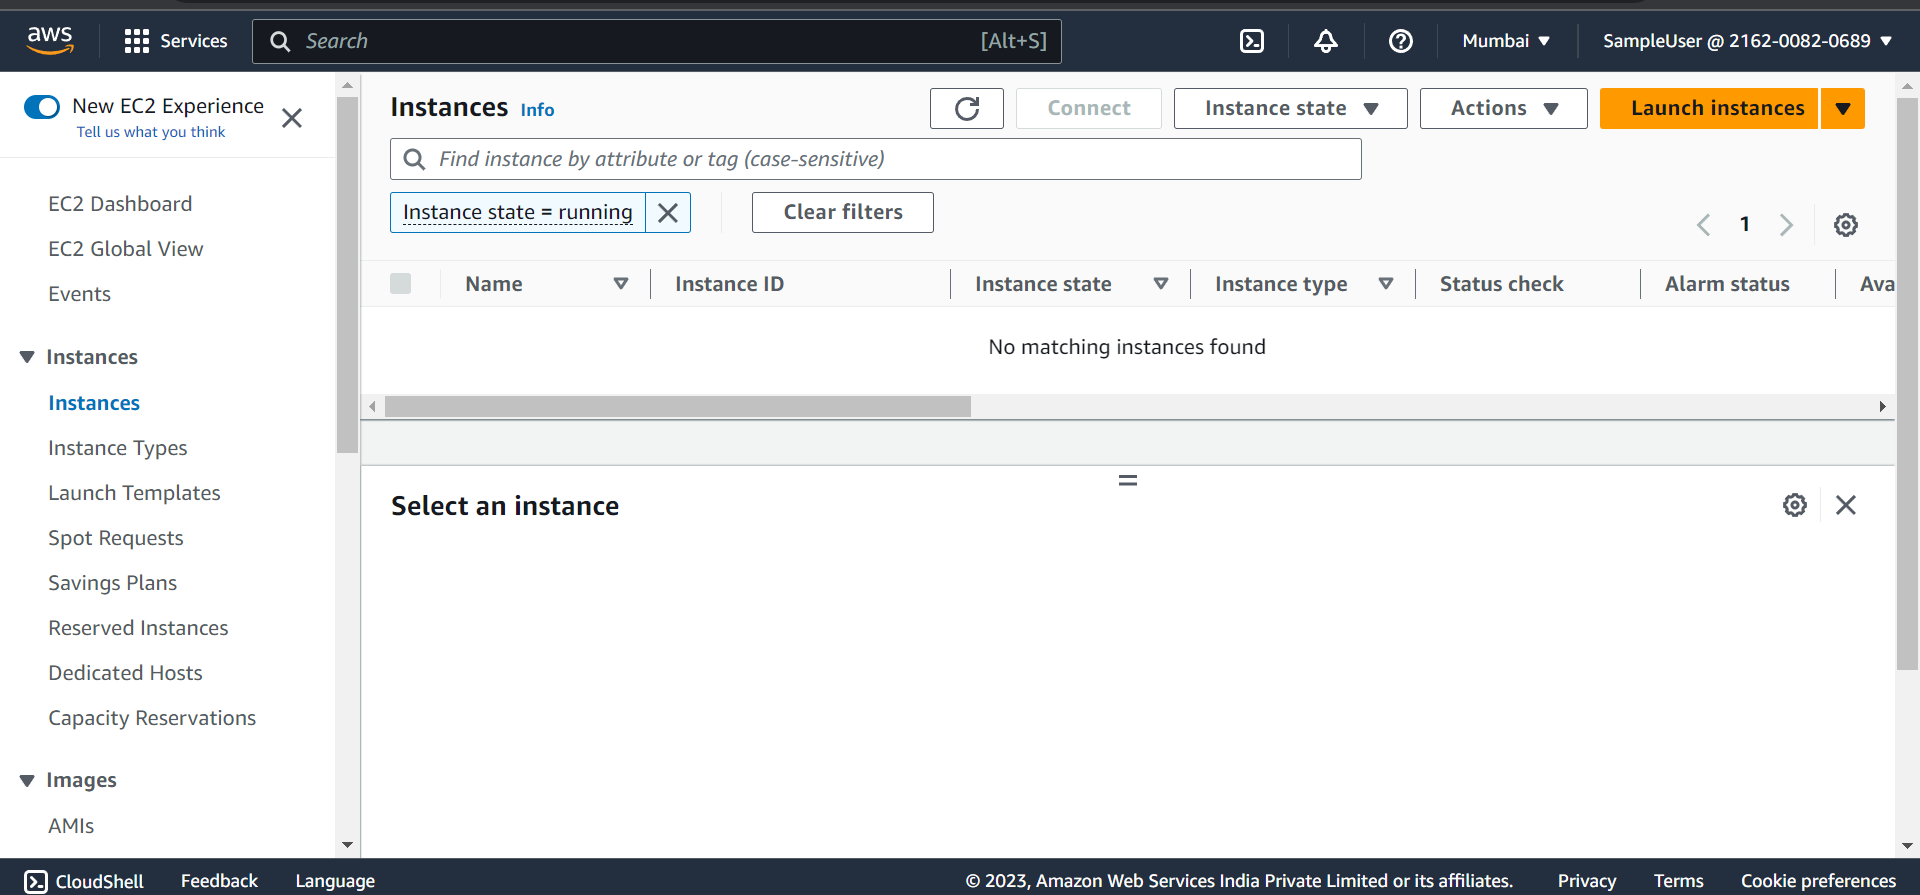 aws Services Search [Alt+S] Mumbai SampleUser @ 2162-0082-0689
New EC2 Experience
Tell us what you think
EC2 Dashboard
EC2 Global View
Events
Instances
Instances
Instance Types
Launch Templates
Spot Requests
Savings Plans
Reserved Instances
Dedicated Hosts
Capacity Reservations
Images
AMIs
Instances Info Connect Instance state Actions Launch instances
Find instance by attribute or tag (case-sensitive)
Instance state = running Clear filters 1
Name Instance ID Instance state Instance type Status check Alarm status Ava
No matching instances found
Select an instance
CloudShell Feedback Language © 2023, Amazon Web Services India Private Limited or its affiliates. Privacy Terms Cookie preferences